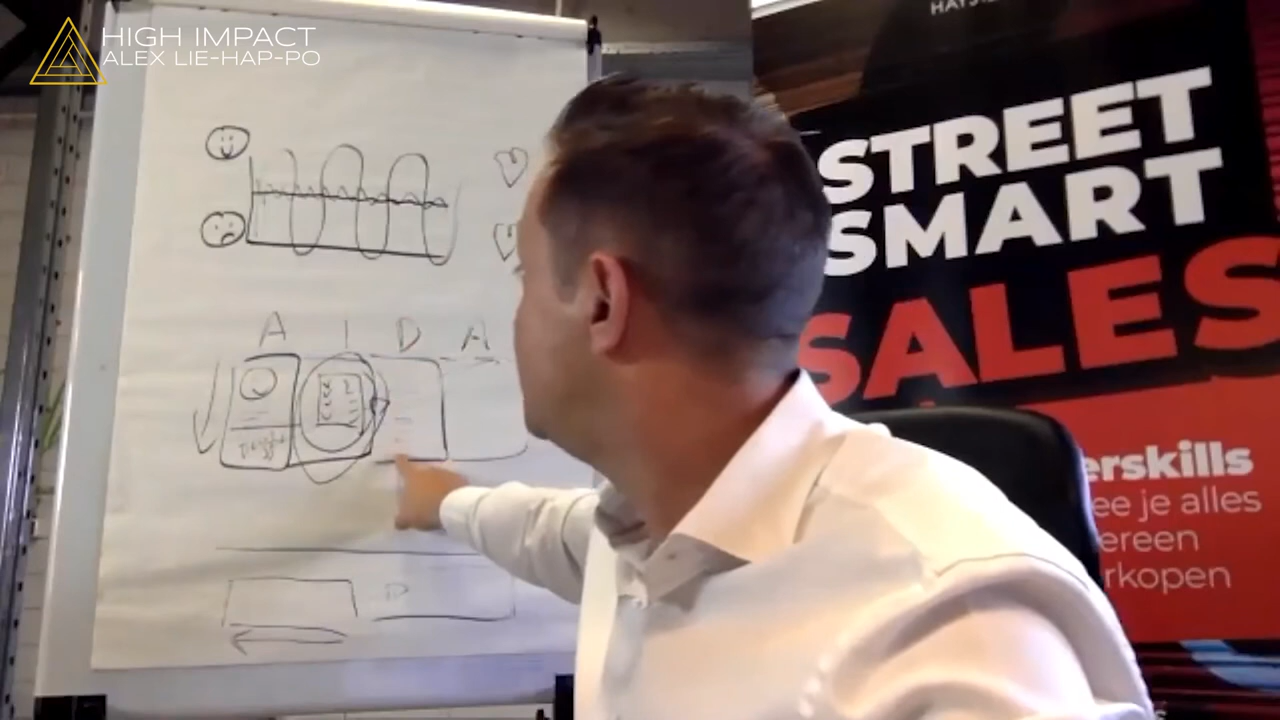 HIGH IMPACT
ALEX LIE-HAP-PO
STREET
SMART
SALES
erskills
ee je alles
ereen
rkopen
A I D A
D